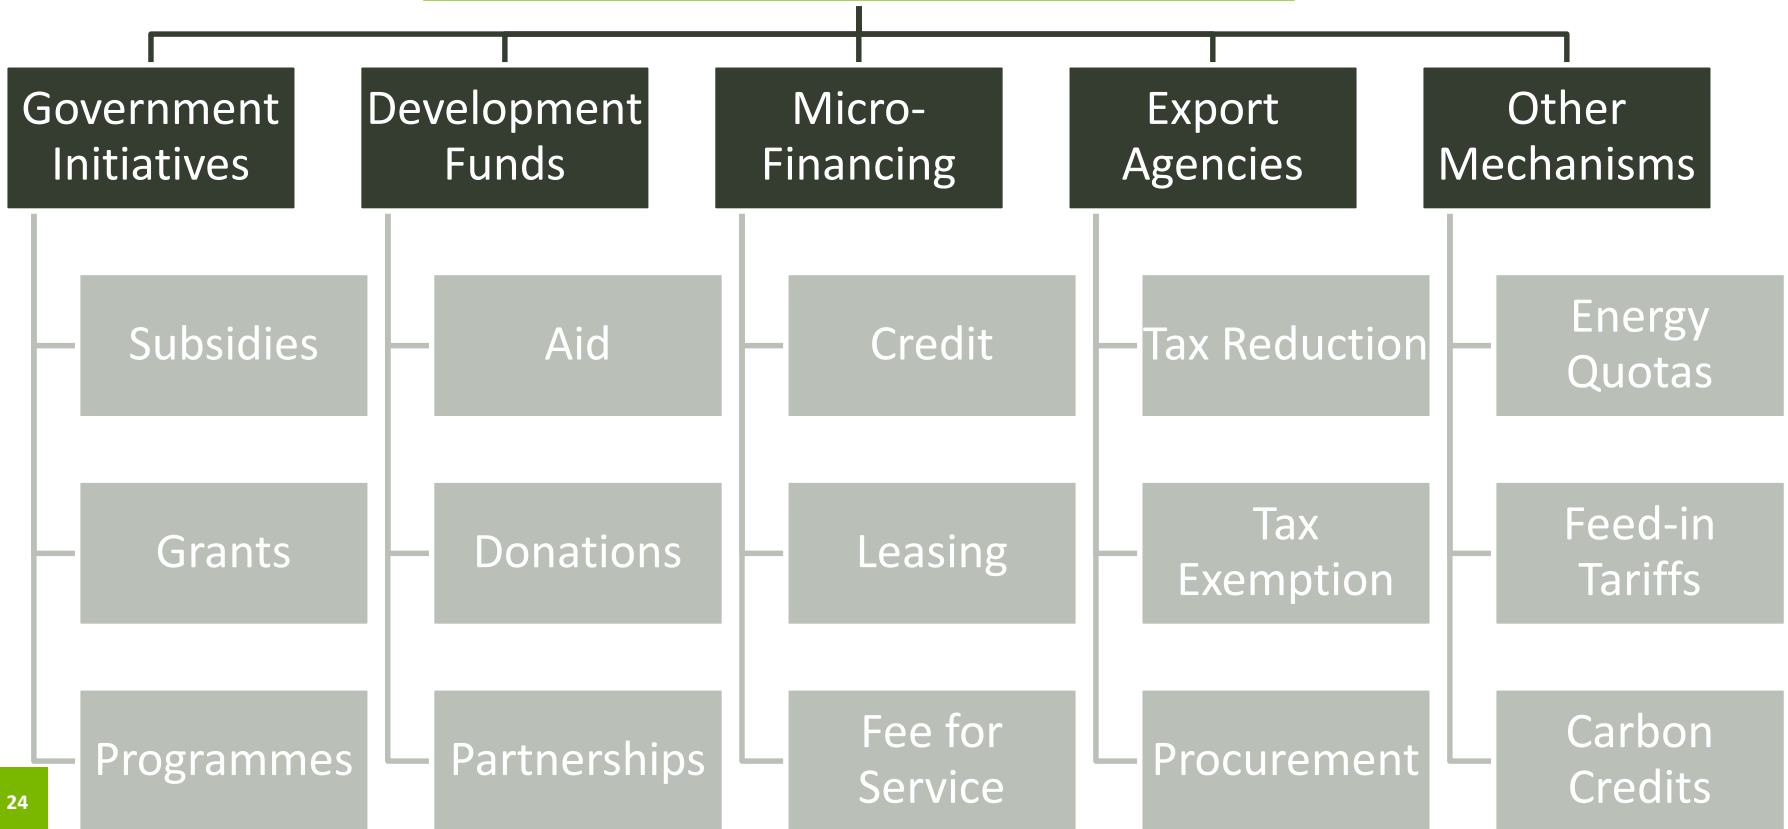 Government
Initiatives
Development
Funds
Micro-
Financing
Export
Agencies
Other
Mechanisms
Subsidies
Aid
Credit
Tax Reduction
Energy
Quotas
Grants
Donations
Leasing
Tax
Exemption
Feed-in
Tariffs
Programmes
Partnerships
Fee for
Service
Procurement
Carbon
Credits
24